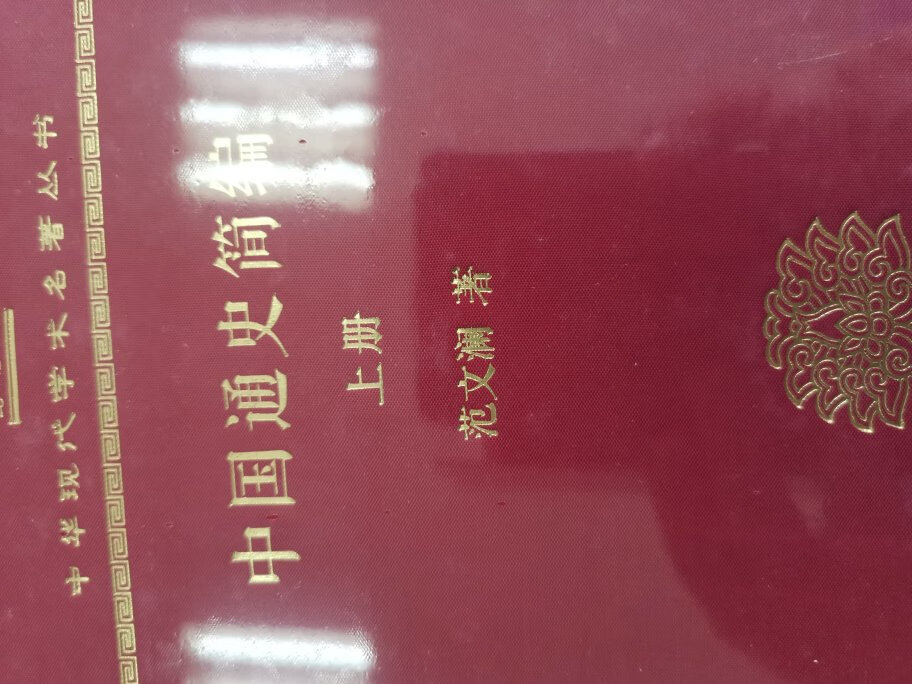 中华现代学术名著丛书
中国通史简编
上册
范文澜 著